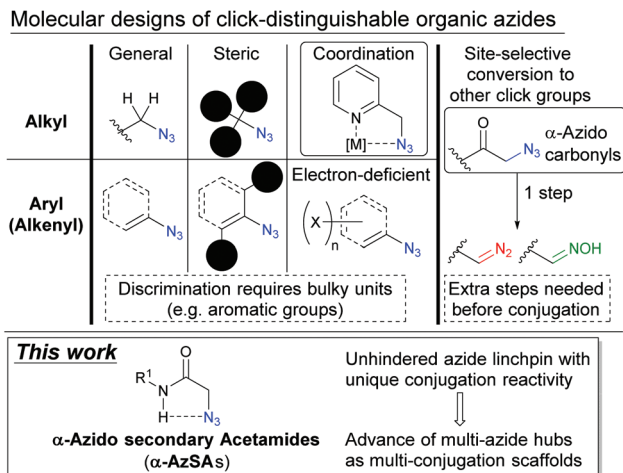 Molecular designs of click-distinguishable organic azides
General
Steric
Coordination
Site-selective
conversion to
other click groups
Alkyl
H H
N3
N3
N
[M]
N3
O
N3
α-Azido
carbonyls
1 step
Aryl
(Alkenyl)
N3
N3
Electron-deficient
(X)n
N3
N2
NOH
Discrimination requires bulky units
(e.g. aromatic groups)
Extra steps needed
before conjugation
This work
O
R1
N
H
N3
α-Azido secondary Acetamides
(α-AzSAs)
Unhindered azide linchpin with
unique conjugation reactivity
Advance of multi-azide hubs
as multi-conjugation scaffolds